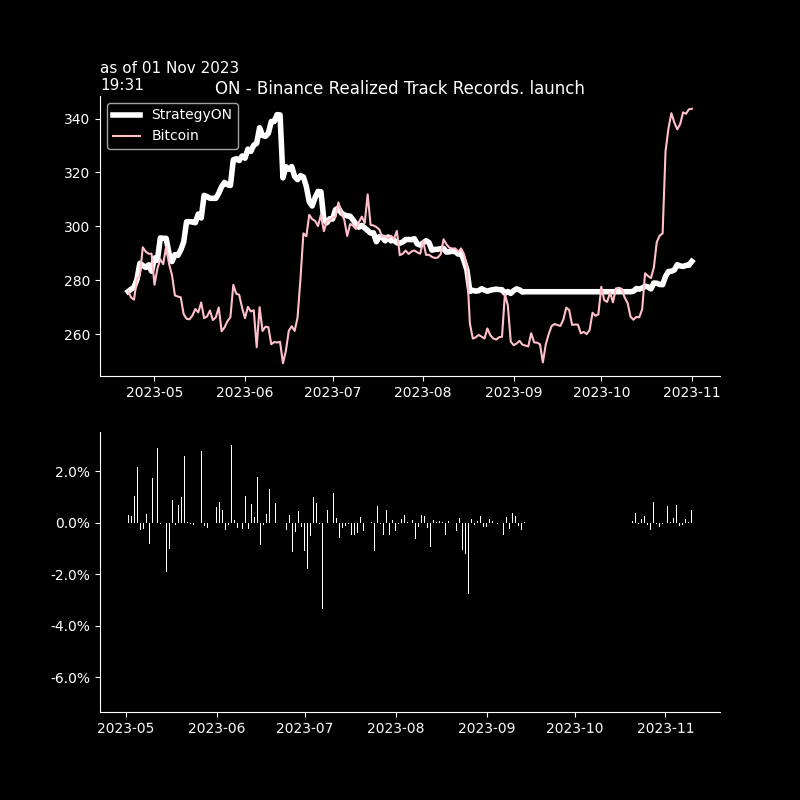 as of 01 Nov 2023
19:31
ON - Binance Realized Track Records. launch
StrategyON
Bitcoin
340
320
300
280
260
2023-05 2023-06 2023-07 2023-08 2023-09 2023-10 2023-11
2.0%
0.0%
-2.0%
-4.0%
-6.0%
2023-05 2023-06 2023-07 2023-08 2023-09 2023-10 2023-11